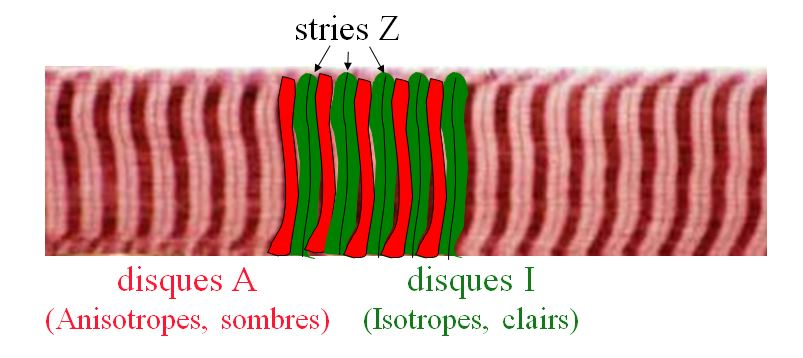 stries Z
disques A
(Anisotropes, sombres)
disques I
(Isotropes, clairs)